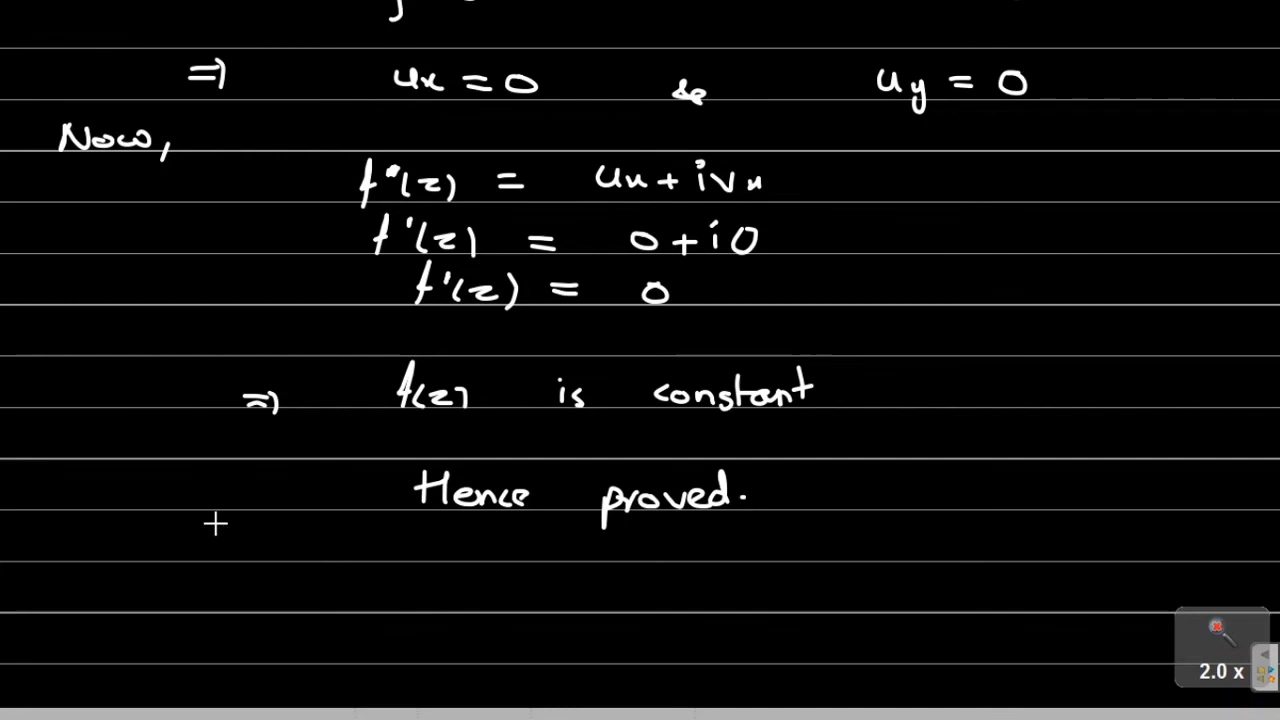 ⇒ ux = 0 & uy = 0
Now,
f'(z) = ux + ivx
f'(z) = 0 + i0
f'(z) = 0
⇒ f(z) is constant
Hence proved.
2.0 x